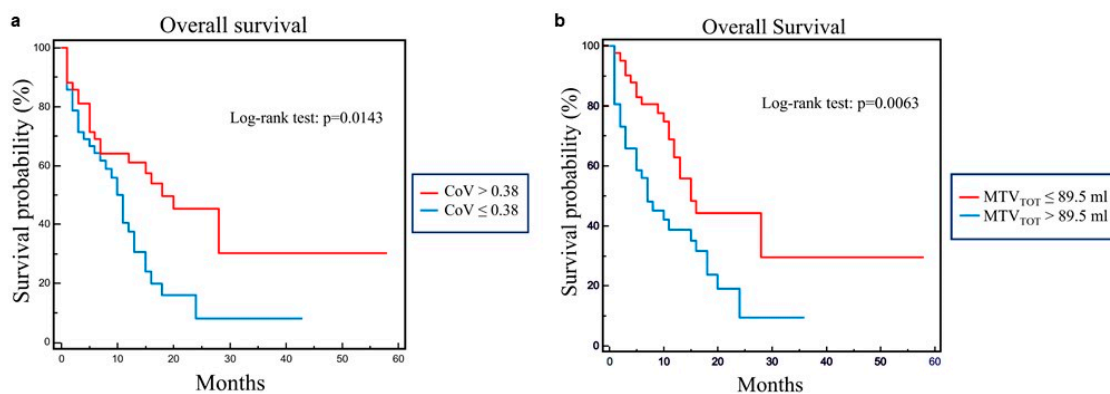 a
Overall survival
Survival probability (%)
100
80
60
40
20
0
Log-rank test: p=0.0143
0 10 20 30 40 50 60
Months
CoV > 0.38
CoV ≤ 0.38
b
Overall Survival
Survival probability (%)
100
80
60
40
20
0
Log-rank test: p=0.0063
0 10 20 30 40 50 60
Months
MTV_TOT ≤ 89.5 ml
MTV_TOT > 89.5 ml